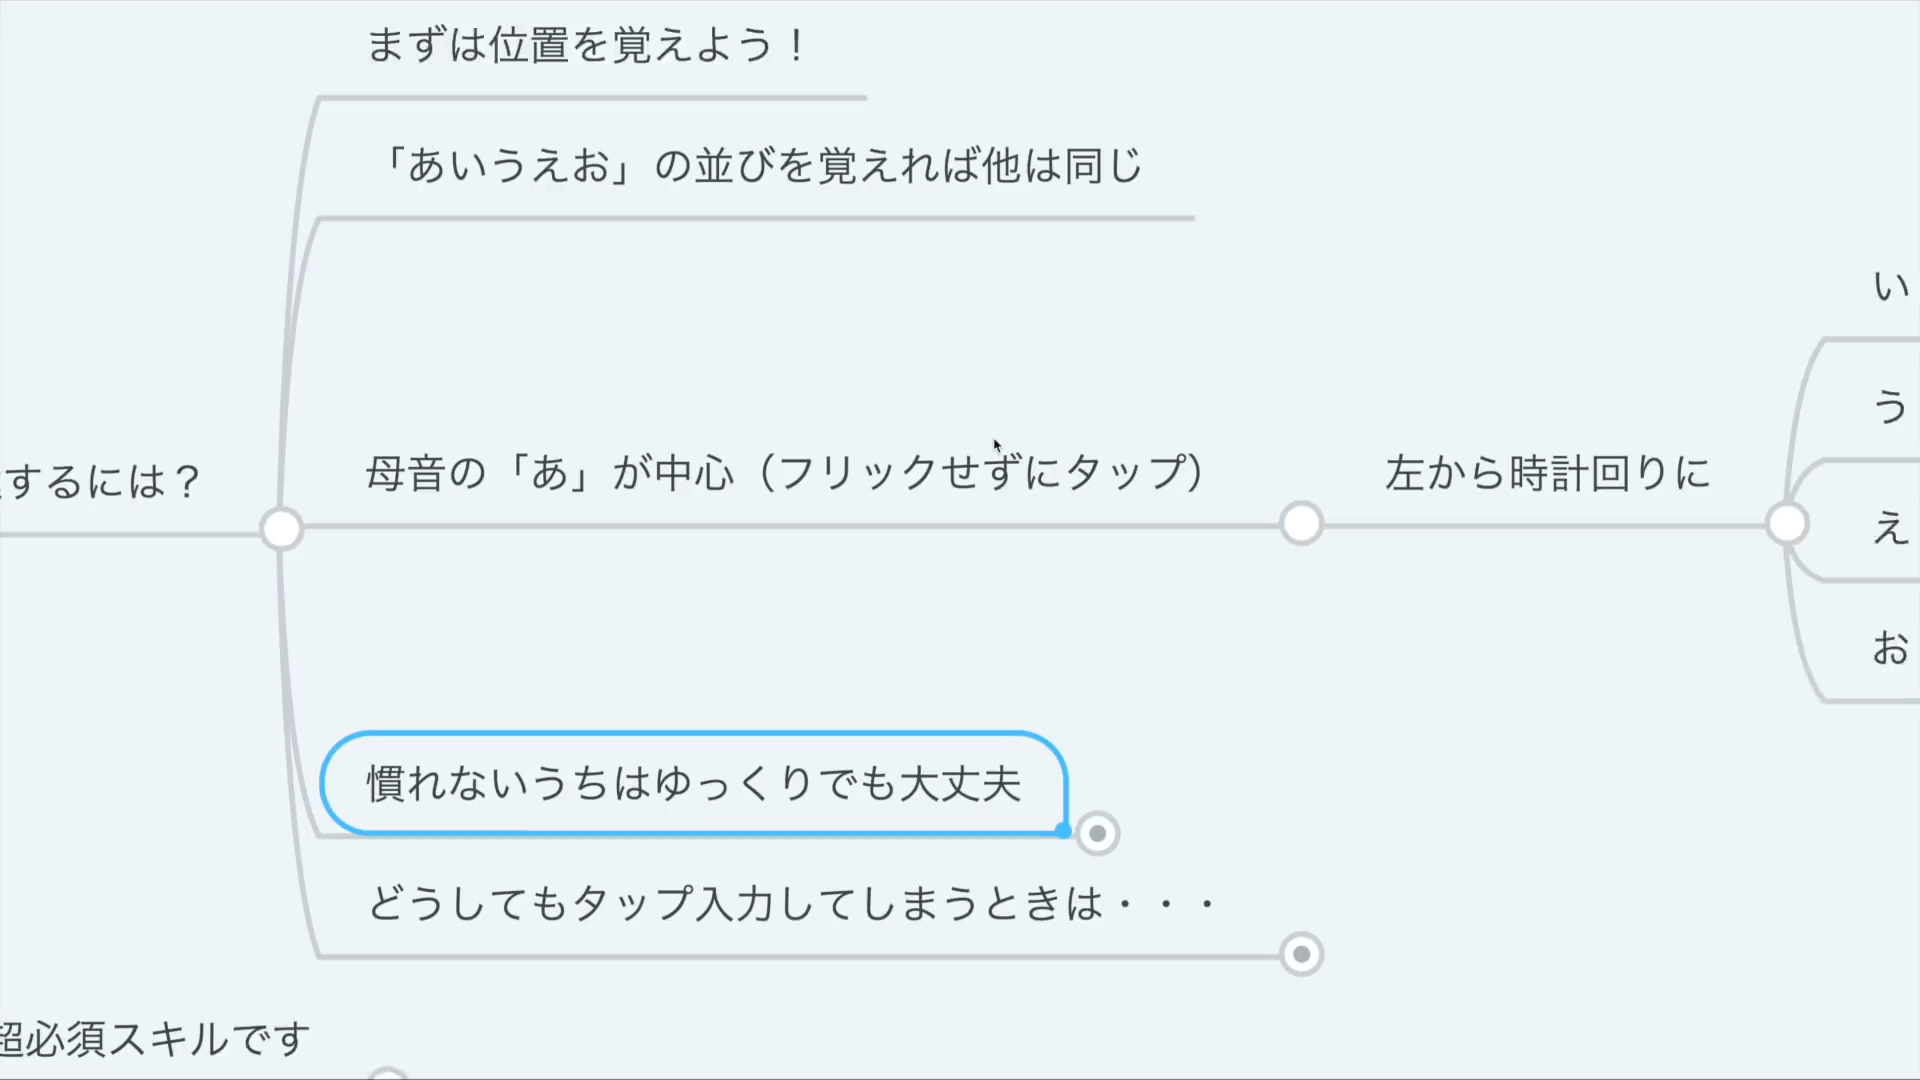 まずは位置を覚えよう！
「あいうえお」の並びを覚えれば他は同じ
するには？
母音の「あ」が中心（フリックせずにタップ）
左から時計回りに
い
う
え
お
慣れないうちはゆっくりでも大丈夫
どうしてもタップ入力してしまうときは・・・
超必須スキルです